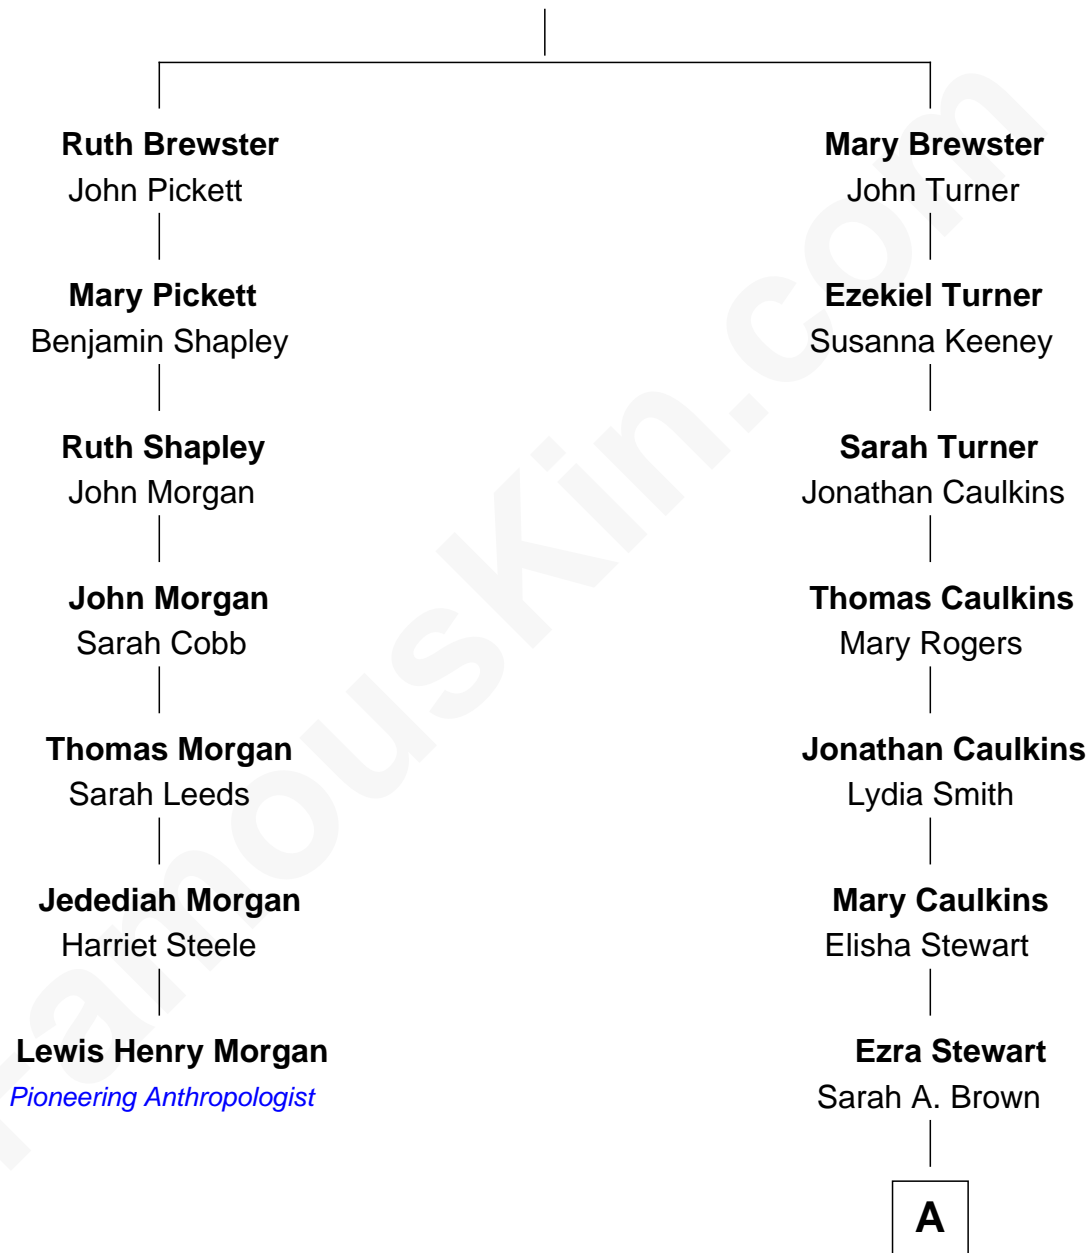 Ruth Brewster
John Pickett
Mary Pickett
Benjamin Shapley
Ruth Shapley
John Morgan
John Morgan
Sarah Cobb
Thomas Morgan
Sarah Leeds
Jedediah Morgan
Harriet Steele
Lewis Henry Morgan
Pioneering Anthropologist
Mary Brewster
John Turner
Ezekiel Turner
Susanna Keeney
Sarah Turner
Jonathan Caulkins
Thomas Caulkins
Mary Rogers
Jonathan Caulkins
Lydia Smith
Mary Caulkins
Elisha Stewart
Ezra Stewart
Sarah A. Brown
A
FamousKin.com